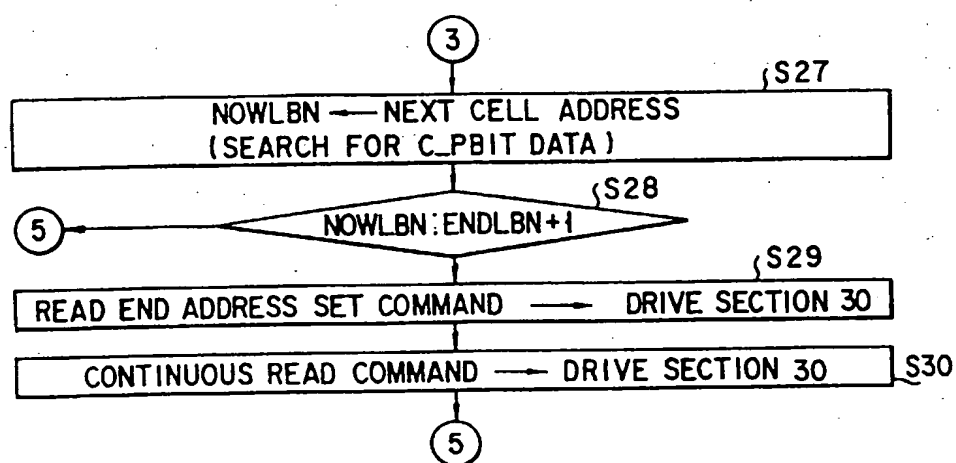 3
S27
NOWLBN ← NEXT CELL ADDRESS
(SEARCH FOR C_PBIT DATA)
S28
5
NOWLBN:ENDLBN+1
S29
READ END ADDRESS SET COMMAND → DRIVE SECTION 30
CONTINUOUS READ COMMAND → DRIVE SECTION 30
S30
5